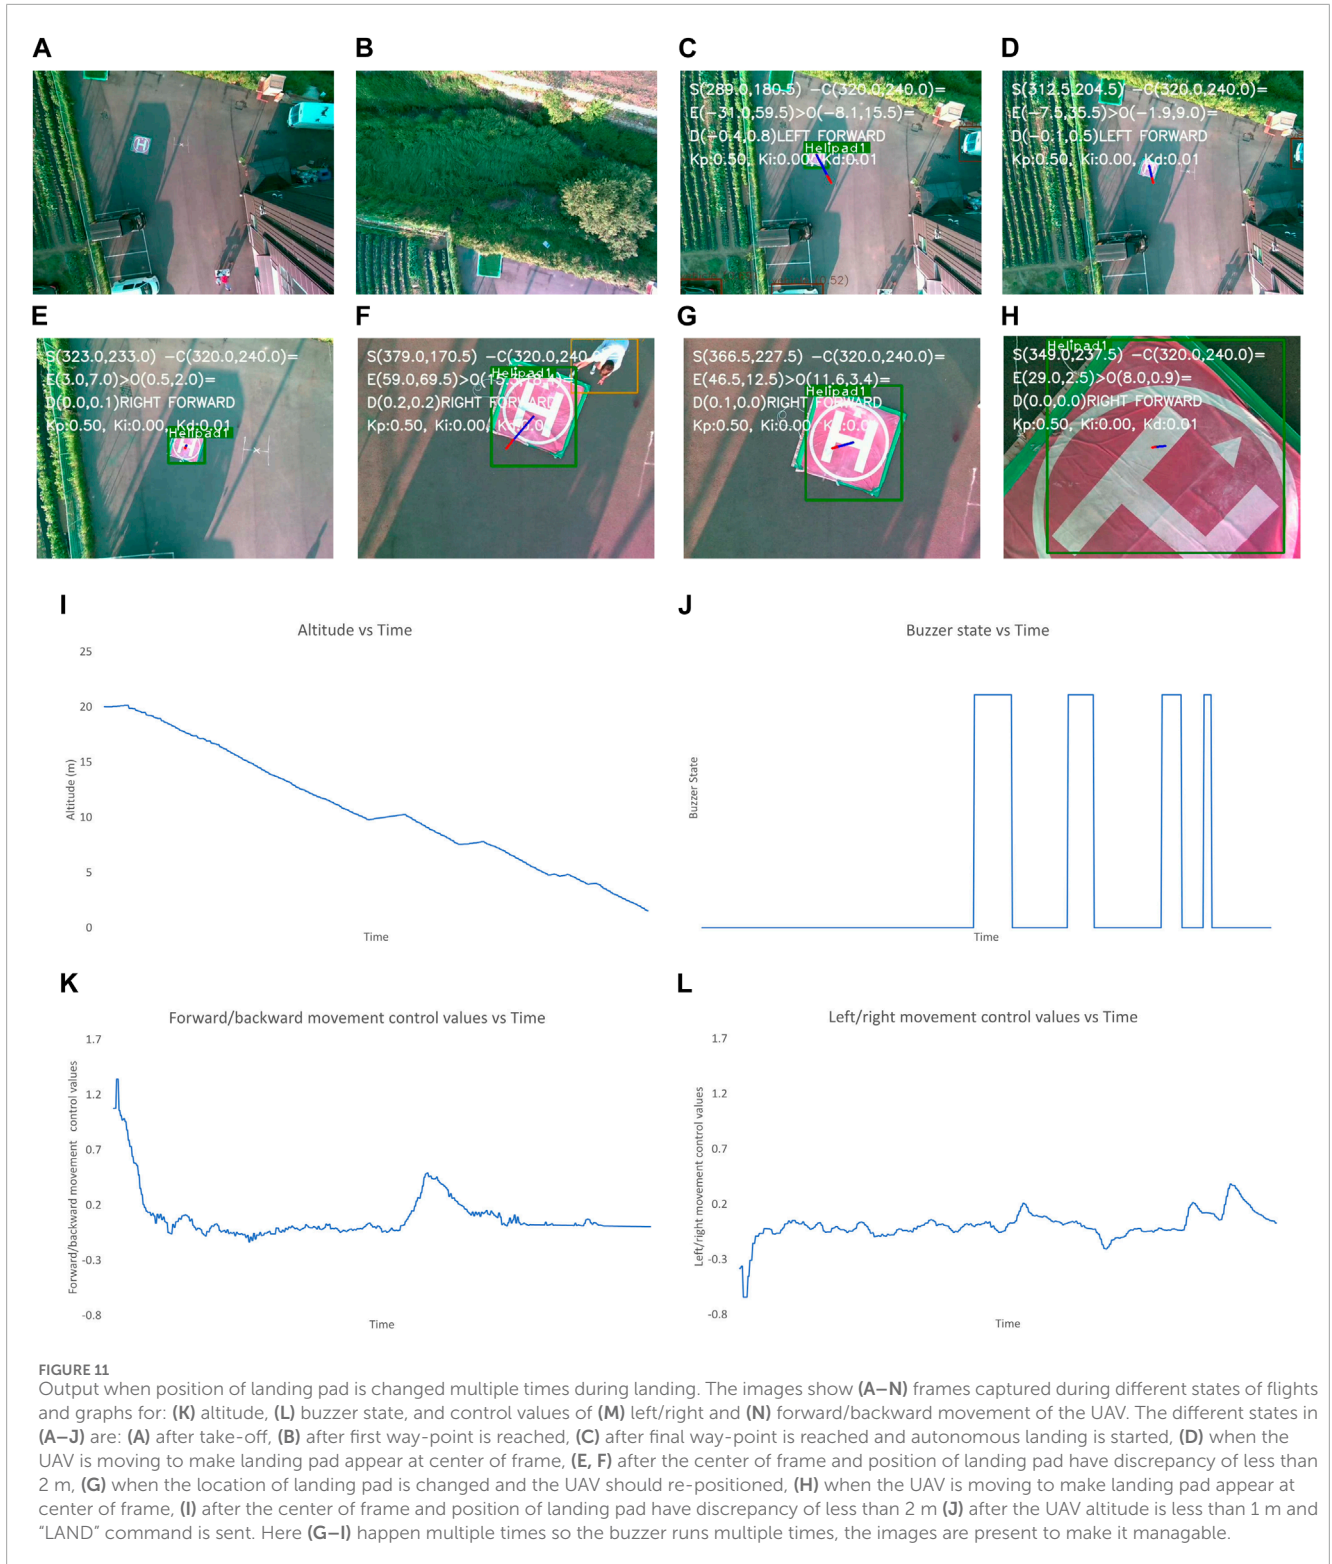 A
B
C
D
S(289.0,180.5) -C(320.0,240.0)=
E(-31.0,59.5)>O(-8.1,15.5)=
D(-0.4,0.8)LEFT FORWARD
Helipad1
Kp:0.50, Ki:0.00, Kd:0.01
0.52)
S(312.5,204.5) -C(320.0,240.0)=
E(-7.5,35.5)>O(-1.9,9.0)=
D(-0.1,0.5)LEFT FORWARD
Kp:0.50, Ki:0.00, Kd:0.01
E
F
G
H
S(323.0,233.0) -C(320.0,240.0)=
E(3.0,7.0)>O(0.5,2.0)=
D(0.0,0.1)RIGHT FORWARD
Kp:0.50, Ki:0.00, Kd:0.01
Helipad1
H
S(379.0,170.5) -C(320.0,240.0)=
Helipad1
E(59.0,69.5)>O(
D(0.2,0.2)RIGHT FORWARD
Kp:0.50, Ki:0.00, Kd:0.0
H
S(366.5,227.5) -C(320.0,240.0)=
E(46.5,12.5)>O(11.6,3.4)=
Helipad1
D(0.1,0.0)RIGHT FORWARD
Kp:0.50, Ki:0.00,
H
Helipad1
S(349.0,237.5) -C(320.0,240.0)=
E(29.0,2.5)>O(8.0,0.9)=
D(0.0,0.0)RIGHT FORWARD
Kp:0.50, Ki:0.00, Kd:0.01
I
Altitude vs Time
25
20
15
10
5
0
Altitude (m)
Time
J
Buzzer state vs Time
Buzzer State
Time
K
Forward/backward movement control values vs Time
1.7
1.2
0.7
0.2
-0.3
-0.8
Forward/backward movement control values
Time
L
Left/right movement control values vs Time
1.7
1.2
0.7
0.2
-0.3
-0.8
Left/right movement control values
Time
FIGURE 11
Output when position of landing pad is changed multiple times during landing. The images show (A–N) frames captured during different states of flights
and graphs for: (K) altitude, (L) buzzer state, and control values of (M) left/right and (N) forward/backward movement of the UAV. The different states in
(A–J) are: (A) after take-off, (B) after first way-point is reached, (C) after final way-point is reached and autonomous landing is started, (D) when the
UAV is moving to make landing pad appear at center of frame, (E, F) after the center of frame and position of landing pad have discrepancy of less than
2 m, (G) when the location of landing pad is changed and the UAV should re-positioned, (H) when the UAV is moving to make landing pad appear at
center of frame, (I) after the center of frame and position of landing pad have discrepancy of less than 2 m (J) after the UAV altitude is less than 1 m and
“LAND” command is sent. Here (G–I) happen multiple times so the buzzer runs multiple times, the images are present to make it managable.